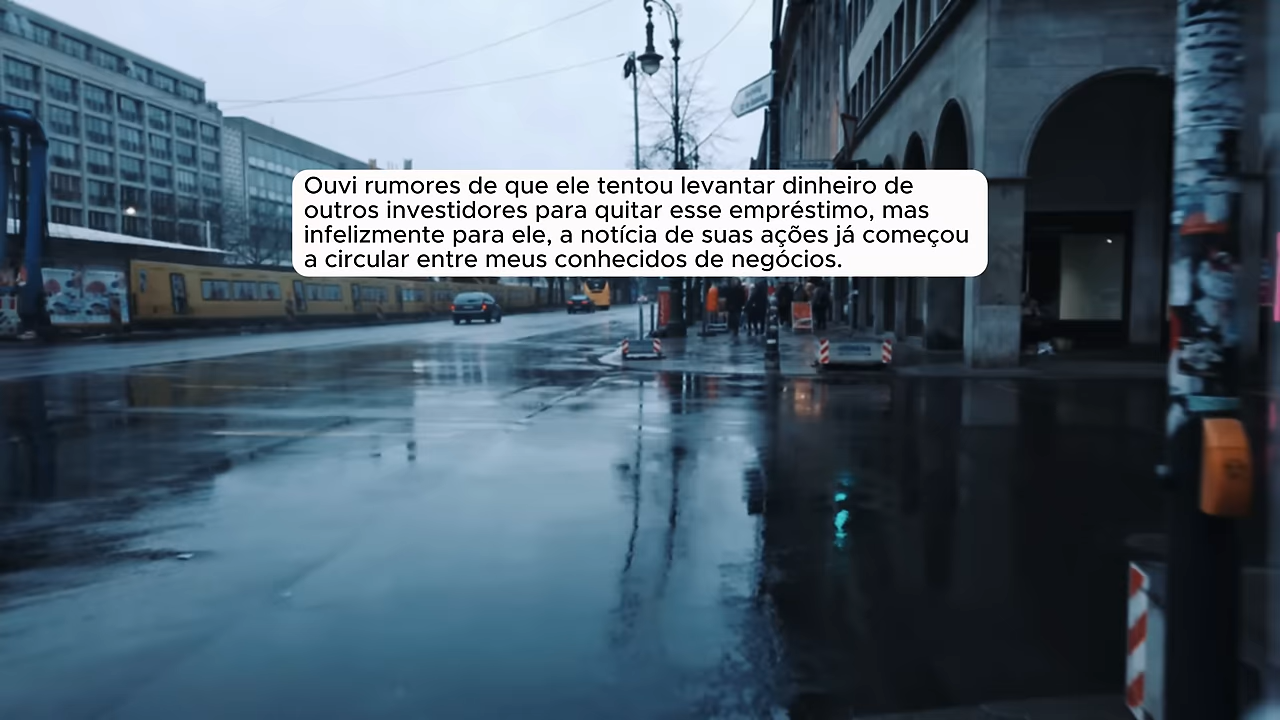 Ouvi rumores de que ele tentou levantar dinheiro de
outros investidores para quitar esse empréstimo, mas
infelizmente para ele, a notícia de suas ações já começou
a circular entre meus conhecidos de negócios.